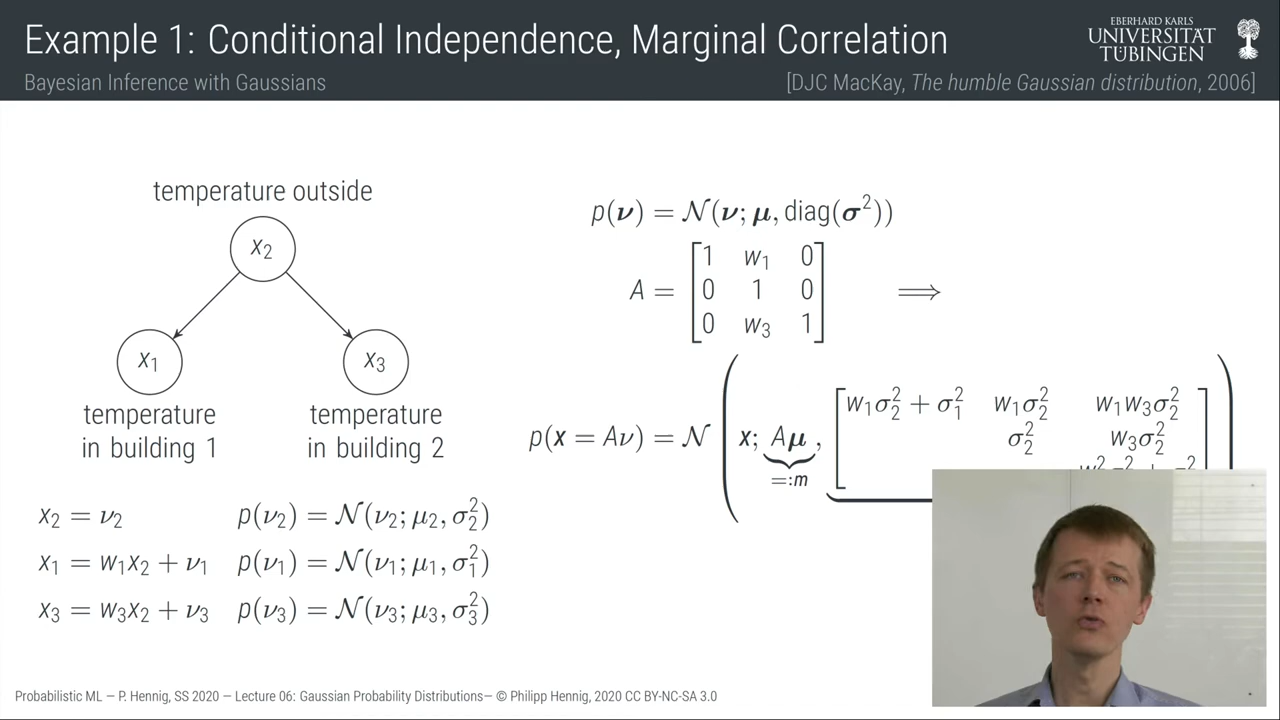 Example 1: Conditional Independence, Marginal Correlation
EBERHARD KARLS
UNIVERSITÄT
TÜBINGEN
Bayesian Inference with Gaussians
[DJC MacKay, The humble Gaussian distribution, 2006]
temperature outside
x₂
x₁
x₃
temperature
in building 1
temperature
in building 2
x₂ = ν₂ p(ν₂) = 𝒩(ν₂; μ₂, σ₂²)
x₁ = w₁x₂ + ν₁ p(ν₁) = 𝒩(ν₁; μ₁, σ₁²)
x₃ = w₃x₂ + ν₃ p(ν₃) = 𝒩(ν₃; μ₃, σ₃²)
p(ν) = 𝒩(ν; μ, diag(σ²))
A = [1 w₁ 0
0 1 0
0 w₃ 1] ⟹
w₁σ₂² + σ₁² w₁σ₂² w₁w₃σ₂²
p(x = Aν) = 𝒩 (x; Aμ, σ₂² w₃σ₂²
=:m
Probabilistic ML — P. Hennig, SS 2020 — Lecture 06: Gaussian Probability Distributions— © Philipp Hennig, 2020 CC BY-NC-SA 3.0